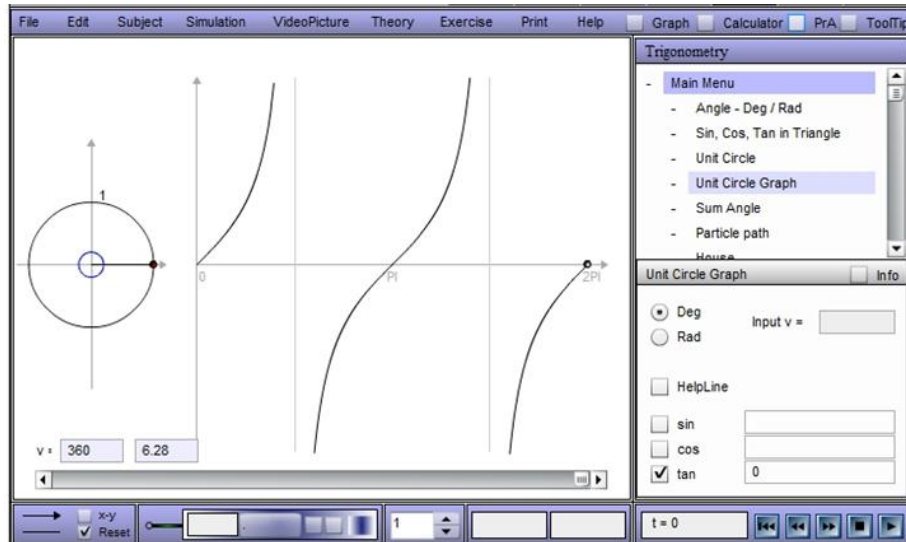 File Edit Subject Simulation VideoPicture Theory Exercise Print Help Graph Calculator PrA ToolTip
Trigonometry
- Main Menu
- Angle - Deg / Rad
- Sin, Cos, Tan in Triangle
- Unit Circle
- Unit Circle Graph
- Sum Angle
- Particle path
- House
1
0 PI 2PI
Unit Circle Graph Info
Deg
Input v =
Rad
HelpLine
sin
cos
tan 0
v = 360 6.28
x-y
Reset
1
t = 0